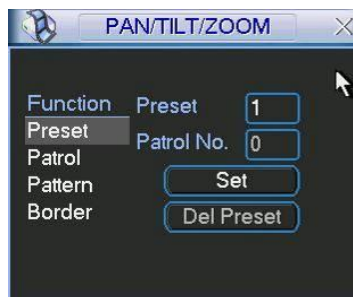 PAN/TILT/ZOOM
Function
Preset
Patrol
Pattern
Border
Preset 1
Patrol No. 0
Set
Del Preset